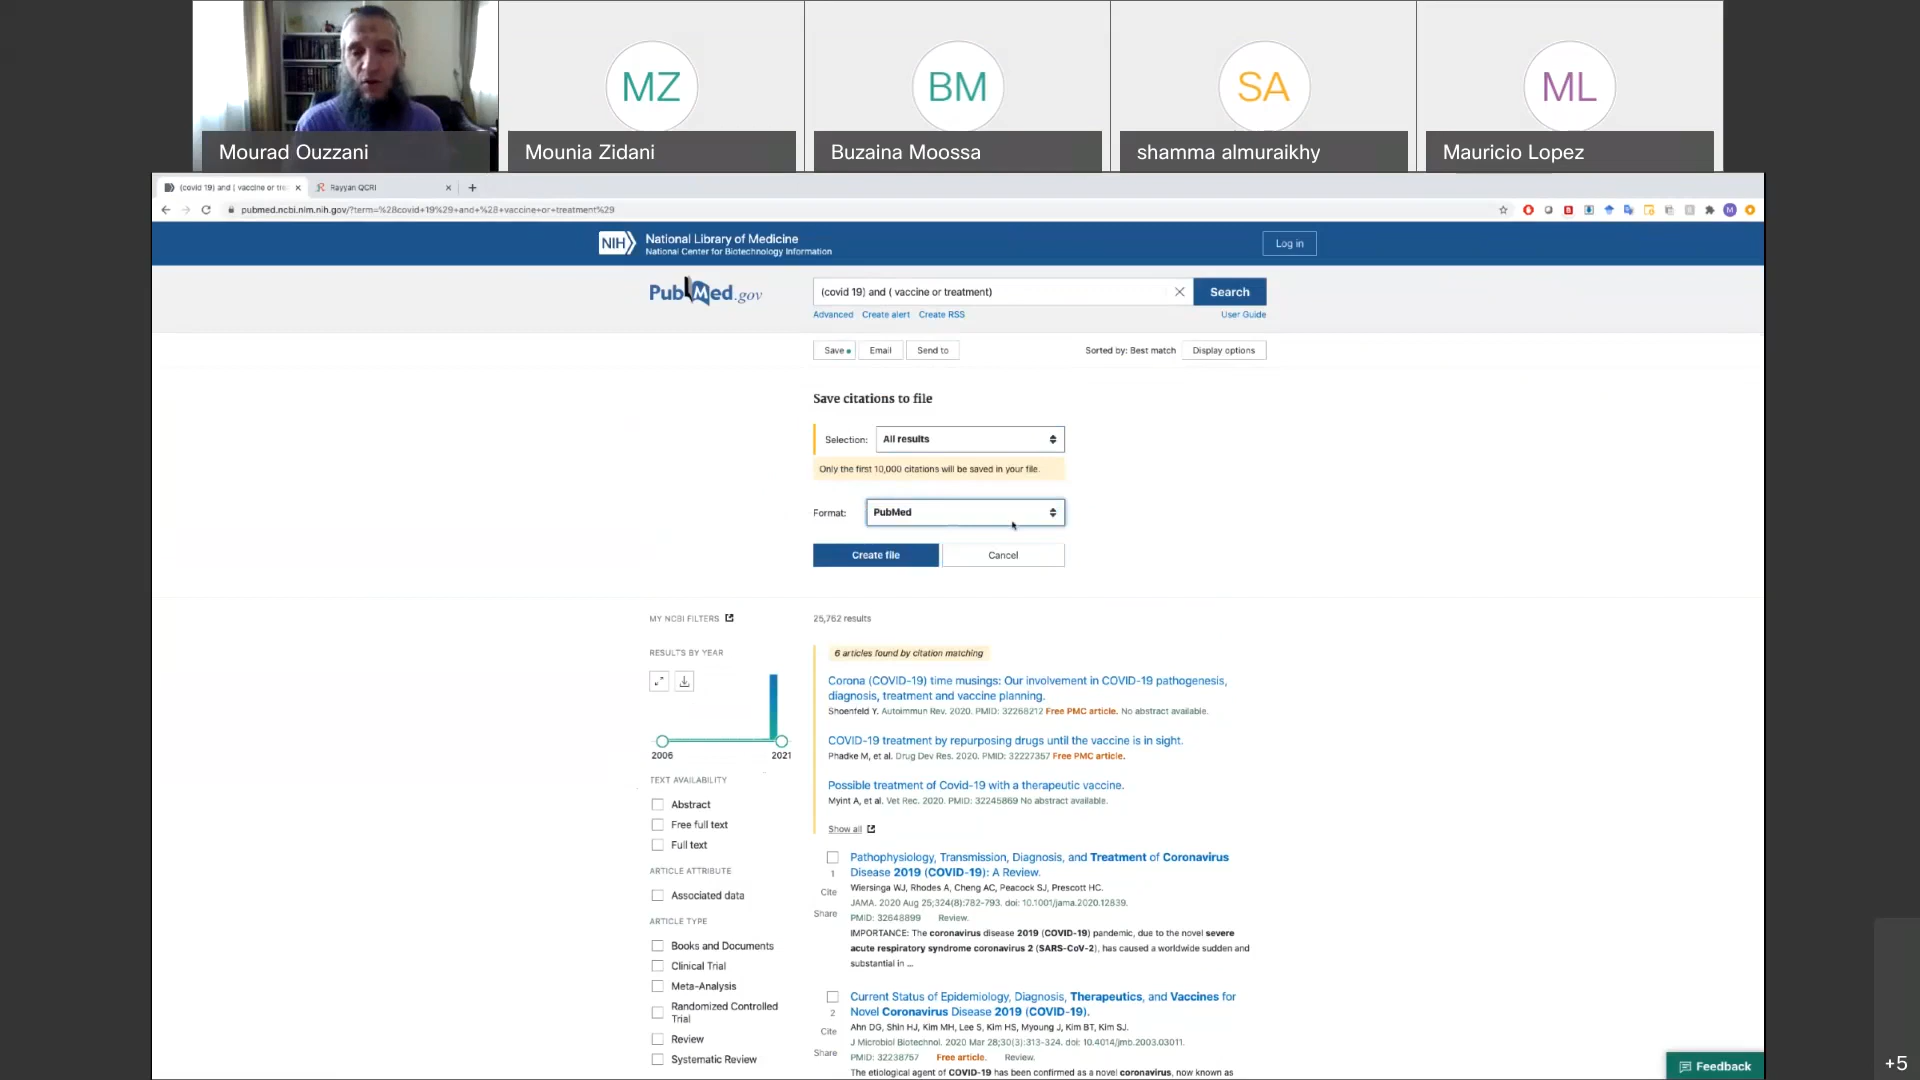 MZ
BM
SA
ML
Mourad Ouzzani
Mounia Zidani
Buzaina Moossa
shamma almuraikhy
Mauricio Lopez
(covid 19) and ( vaccine or tre
Rayyan QCRI
pubmed.ncbi.nlm.nih.gov/?term=%28covid+19%29+and+%28+vaccine+or+treatment%29
NIH
National Library of Medicine
National Center for Biotechnology Information
Log in
PubMed.gov
(covid 19) and ( vaccine or treatment)
Search
Advanced Create alert Create RSS
User Guide
Save Email Send to
Sorted by: Best match Display options
Save citations to file
Selection: All results
Only the first 10,000 citations will be saved in your file.
Format: PubMed
Create file Cancel
MY NCBI FILTERS
25,762 results
RESULTS BY YEAR
2006 2021
TEXT AVAILABILITY
Abstract
Free full text
Full text
ARTICLE ATTRIBUTE
Associated data
ARTICLE TYPE
Books and Documents
Clinical Trial
Meta-Analysis
Randomized Controlled
Trial
Review
Systematic Review
6 articles found by citation matching
Corona (COVID-19) time musings: Our involvement in COVID-19 pathogenesis,
diagnosis, treatment and vaccine planning.
Shoenfeld Y. Autoimmun Rev. 2020. PMID: 32268212 Free PMC article. No abstract available.
COVID-19 treatment by repurposing drugs until the vaccine is in sight.
Phadke M, et al. Drug Dev Res. 2020. PMID: 32227357 Free PMC article.
Possible treatment of Covid-19 with a therapeutic vaccine.
Myint A, et al. Vet Rec. 2020. PMID: 32245869 No abstract available.
Show all
Pathophysiology, Transmission, Diagnosis, and Treatment of Coronavirus
Disease 2019 (COVID-19): A Review.
1
Cite
Share
Wiersinga WJ, Rhodes A, Cheng AC, Peacock SJ, Prescott HC.
JAMA. 2020 Aug 25;324(8):782-793. doi: 10.1001/jama.2020.12839.
PMID: 32648899 Review.
IMPORTANCE: The coronavirus disease 2019 (COVID-19) pandemic, due to the novel severe
acute respiratory syndrome coronavirus 2 (SARS-CoV-2), has caused a worldwide sudden and
substantial in ...
Current Status of Epidemiology, Diagnosis, Therapeutics, and Vaccines for
Novel Coronavirus Disease 2019 (COVID-19).
2
Cite
Share
Ahn DG, Shin HJ, Kim MH, Lee S, Kim HS, Myoung J, Kim BT, Kim SJ.
J Microbiol Biotechnol. 2020 Mar 28;30(3):313-324. doi: 10.4014/jmb.2003.03011.
PMID: 32238757 Free article. Review.
The etiological agent of COVID-19 has been confirmed as a novel coronavirus, now known as
Feedback
+5